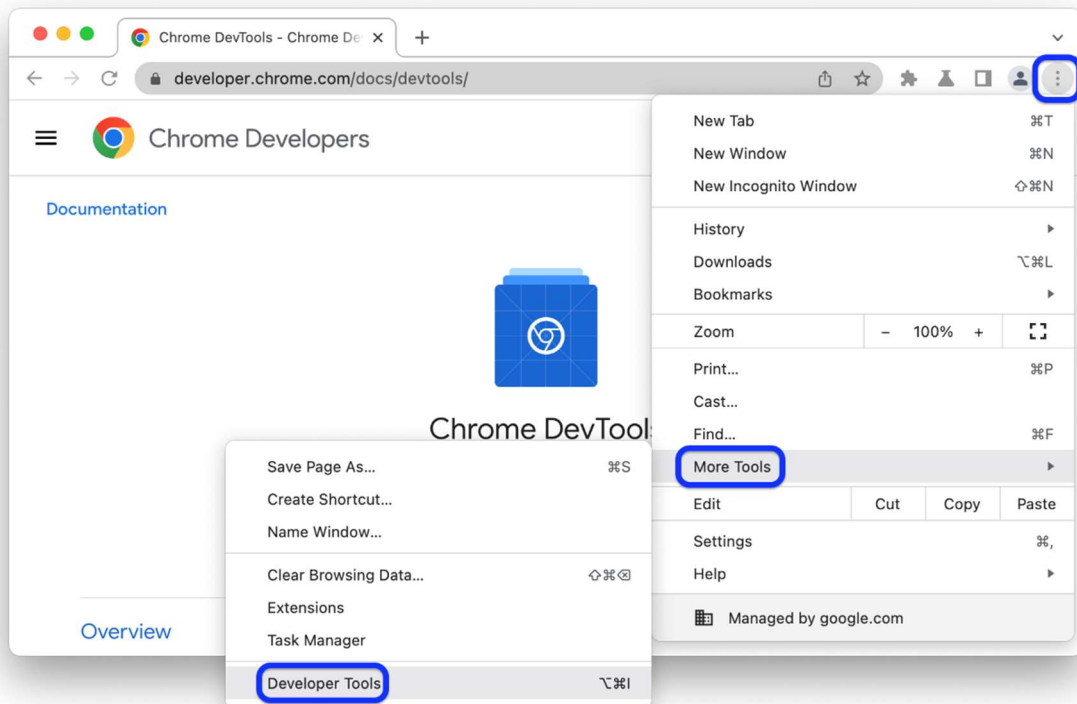 Chrome DevTools - Chrome De
developer.chrome.com/docs/devtools/
Chrome Developers
Documentation
Chrome DevTools
Overview
New Tab ⌘T
New Window ⌘N
New Incognito Window ⇧⌘N
History
Downloads ⌥⌘L
Bookmarks
Zoom − 100% +
Print... ⌘P
Cast...
Find... ⌘F
More Tools
Edit Cut Copy Paste
Settings ⌘,
Help
Managed by google.com
Save Page As... ⌘S
Create Shortcut...
Name Window...
Clear Browsing Data... ⇧⌘⌫
Extensions
Task Manager
Developer Tools ⌥⌘I